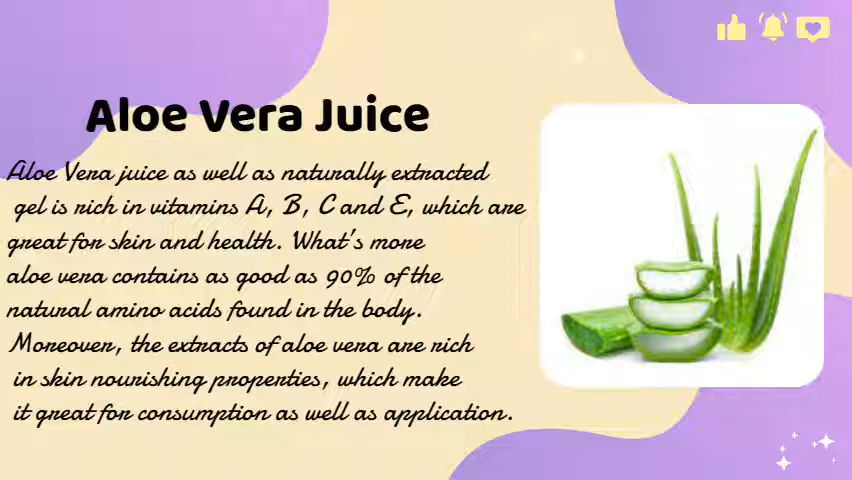 Aloe Vera Juice
Aloe Vera juice as well as naturally extracted
gel is rich in vitamins A, B, C and E, which are
great for skin and health. What's more
aloe vera contains as good as 90% of the
natural amino acids found in the body.
Moreover, the extracts of aloe vera are rich
in skin nourishing properties, which make
it great for consumption as well as application.